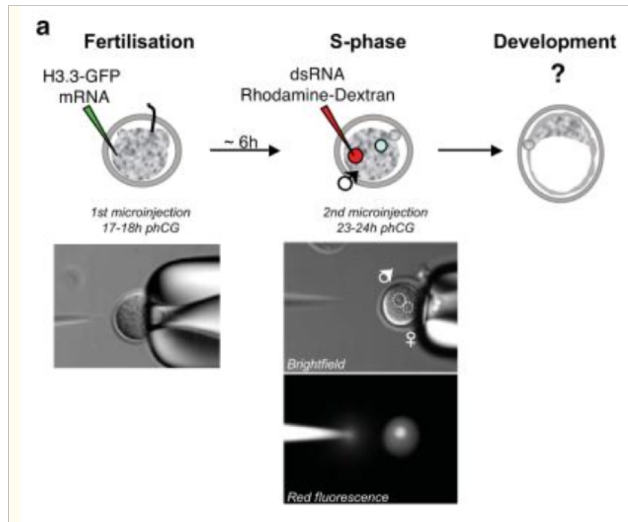 a
Fertilisation
S-phase
Development
H3.3-GFP
mRNA
dsRNA
Rhodamine-Dextran
?
~ 6h
♂
1st microinjection
17-18h phCG
2nd microinjection
23-24h phCG
♂
♀
Brightfield
Red fluorescence